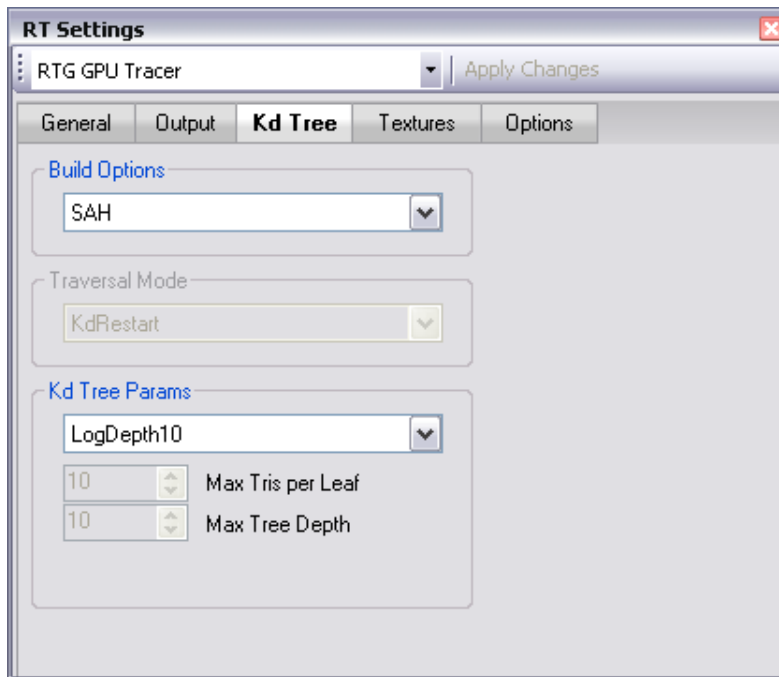 RT Settings
RTG GPU Tracer Apply Changes
General Output Kd Tree Textures Options
Build Options
SAH
Traversal Mode
KdRestart
Kd Tree Params
LogDepth10
10 Max Tris per Leaf
10 Max Tree Depth